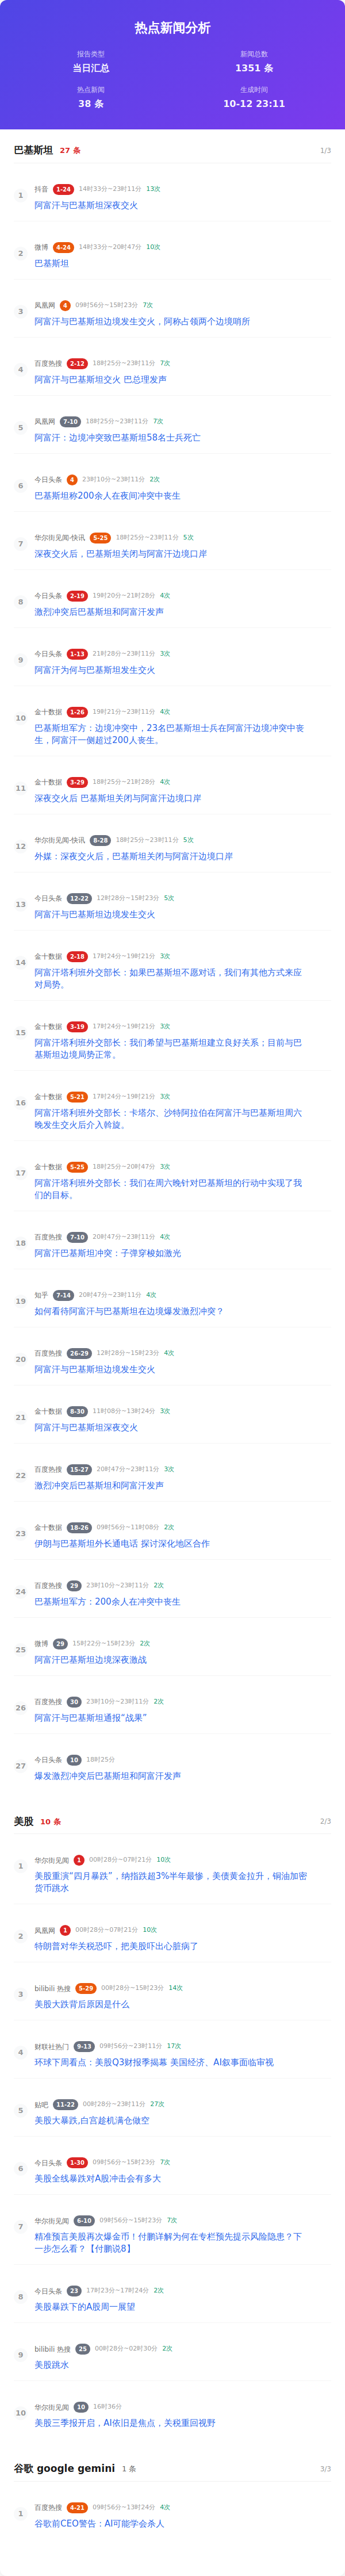 热点新闻分析
报告类型
当日汇总
新闻总数
1351 条
热点新闻
38 条
生成时间
10-12 23:11
巴基斯坦 27 条 1/3
1
抖音 1-24 14时33分~23时11分 13次
阿富汗与巴基斯坦深夜交火
2
微博 4-24 14时33分~20时47分 10次
巴基斯坦
3
凤凰网 4 09时56分~15时23分 7次
阿富汗与巴基斯坦边境发生交火，阿称占领两个边境哨所
4
百度热搜 2-12 18时25分~23时11分 7次
阿富汗与巴基斯坦交火 巴总理发声
5
凤凰网 7-10 18时25分~23时11分 7次
阿富汗：边境冲突致巴基斯坦58名士兵死亡
6
今日头条 4 23时10分~23时11分 2次
巴基斯坦称200余人在夜间冲突中丧生
7
华尔街见闻-快讯 5-25 18时25分~23时11分 5次
深夜交火后，巴基斯坦关闭与阿富汗边境口岸
8
今日头条 2-19 19时20分~21时28分 4次
激烈冲突后巴基斯坦和阿富汗发声
9
今日头条 1-13 21时28分~23时11分 3次
阿富汗为何与巴基斯坦发生交火
10
金十数据 1-26 19时21分~23时11分 4次
巴基斯坦军方：边境冲突中，23名巴基斯坦士兵在阿富汗边境冲突中丧
生，阿富汗一侧超过200人丧生。
11
金十数据 3-29 18时25分~21时28分 4次
深夜交火后 巴基斯坦关闭与阿富汗边境口岸
12
华尔街见闻-快讯 8-28 18时25分~23时11分 5次
外媒：深夜交火后，巴基斯坦关闭与阿富汗边境口岸
13
今日头条 12-22 12时28分~15时23分 5次
阿富汗与巴基斯坦边境发生交火
14
金十数据 2-18 17时24分~19时21分 3次
阿富汗塔利班外交部长：如果巴基斯坦不愿对话，我们有其他方式来应
对局势。
15
金十数据 3-19 17时24分~19时21分 3次
阿富汗塔利班外交部长：我们希望与巴基斯坦建立良好关系；目前与巴
基斯坦边境局势正常。
16
金十数据 5-21 17时24分~19时21分 3次
阿富汗塔利班外交部长：卡塔尔、沙特阿拉伯在阿富汗与巴基斯坦周六
晚发生交火后介入斡旋。
17
金十数据 5-25 18时25分~20时47分 3次
阿富汗塔利班外交部长：我们在周六晚针对巴基斯坦的行动中实现了我
们的目标。
18
百度热搜 7-10 20时47分~23时11分 4次
阿富汗巴基斯坦冲突：子弹穿梭如激光
19
知乎 7-14 20时47分~23时11分 4次
如何看待阿富汗与巴基斯坦在边境爆发激烈冲突？
20
百度热搜 26-29 12时28分~15时23分 4次
阿富汗与巴基斯坦边境发生交火
21
金十数据 8-30 11时08分~13时24分 3次
阿富汗与巴基斯坦深夜交火
22
百度热搜 15-27 20时47分~23时11分 3次
激烈冲突后巴基斯坦和阿富汗发声
23
金十数据 18-26 09时56分~11时08分 2次
伊朗与巴基斯坦外长通电话 探讨深化地区合作
24
百度热搜 29 23时10分~23时11分 2次
巴基斯坦军方：200余人在冲突中丧生
25
微博 29 15时22分~15时23分 2次
阿富汗巴基斯坦边境深夜激战
26
百度热搜 30 23时10分~23时11分 2次
阿富汗与巴基斯坦通报“战果”
27
今日头条 10 18时25分
爆发激烈冲突后巴基斯坦和阿富汗发声
美股 10 条 2/3
1
华尔街见闻 1 00时28分~07时21分 10次
美股重演“四月暴跌”，纳指跌超3%半年最惨，美债黄金拉升，铜油加密
货币跳水
2
凤凰网 1 00时28分~07时21分 10次
特朗普对华关税恐吓，把美股吓出心脏病了
3
bilibili 热搜 5-29 00时28分~15时23分 14次
美股大跌背后原因是什么
4
财联社热门 9-13 09时56分~23时11分 17次
环球下周看点：美股Q3财报季揭幕 美国经济、AI叙事面临审视
5
贴吧 11-22 00时28分~23时11分 27次
美股大暴跌,白宫趁机满仓做空
6
今日头条 1-30 09时56分~15时23分 7次
美股全线暴跌对A股冲击会有多大
7
华尔街见闻 6-10 09时56分~15时23分 7次
精准预言美股再次爆金币！付鹏详解为何在专栏预先提示风险隐患？下
一步怎么看？【付鹏说8】
8
今日头条 23 17时23分~17时24分 2次
美股暴跌下的A股周一展望
9
bilibili 热搜 25 00时28分~02时30分 2次
美股跳水
10
华尔街见闻 10 16时36分
美股三季报开启，AI依旧是焦点，关税重回视野
谷歌 google gemini 1 条 3/3
1
百度热搜 4-21 09时56分~13时24分 4次
谷歌前CEO警告：AI可能学会杀人